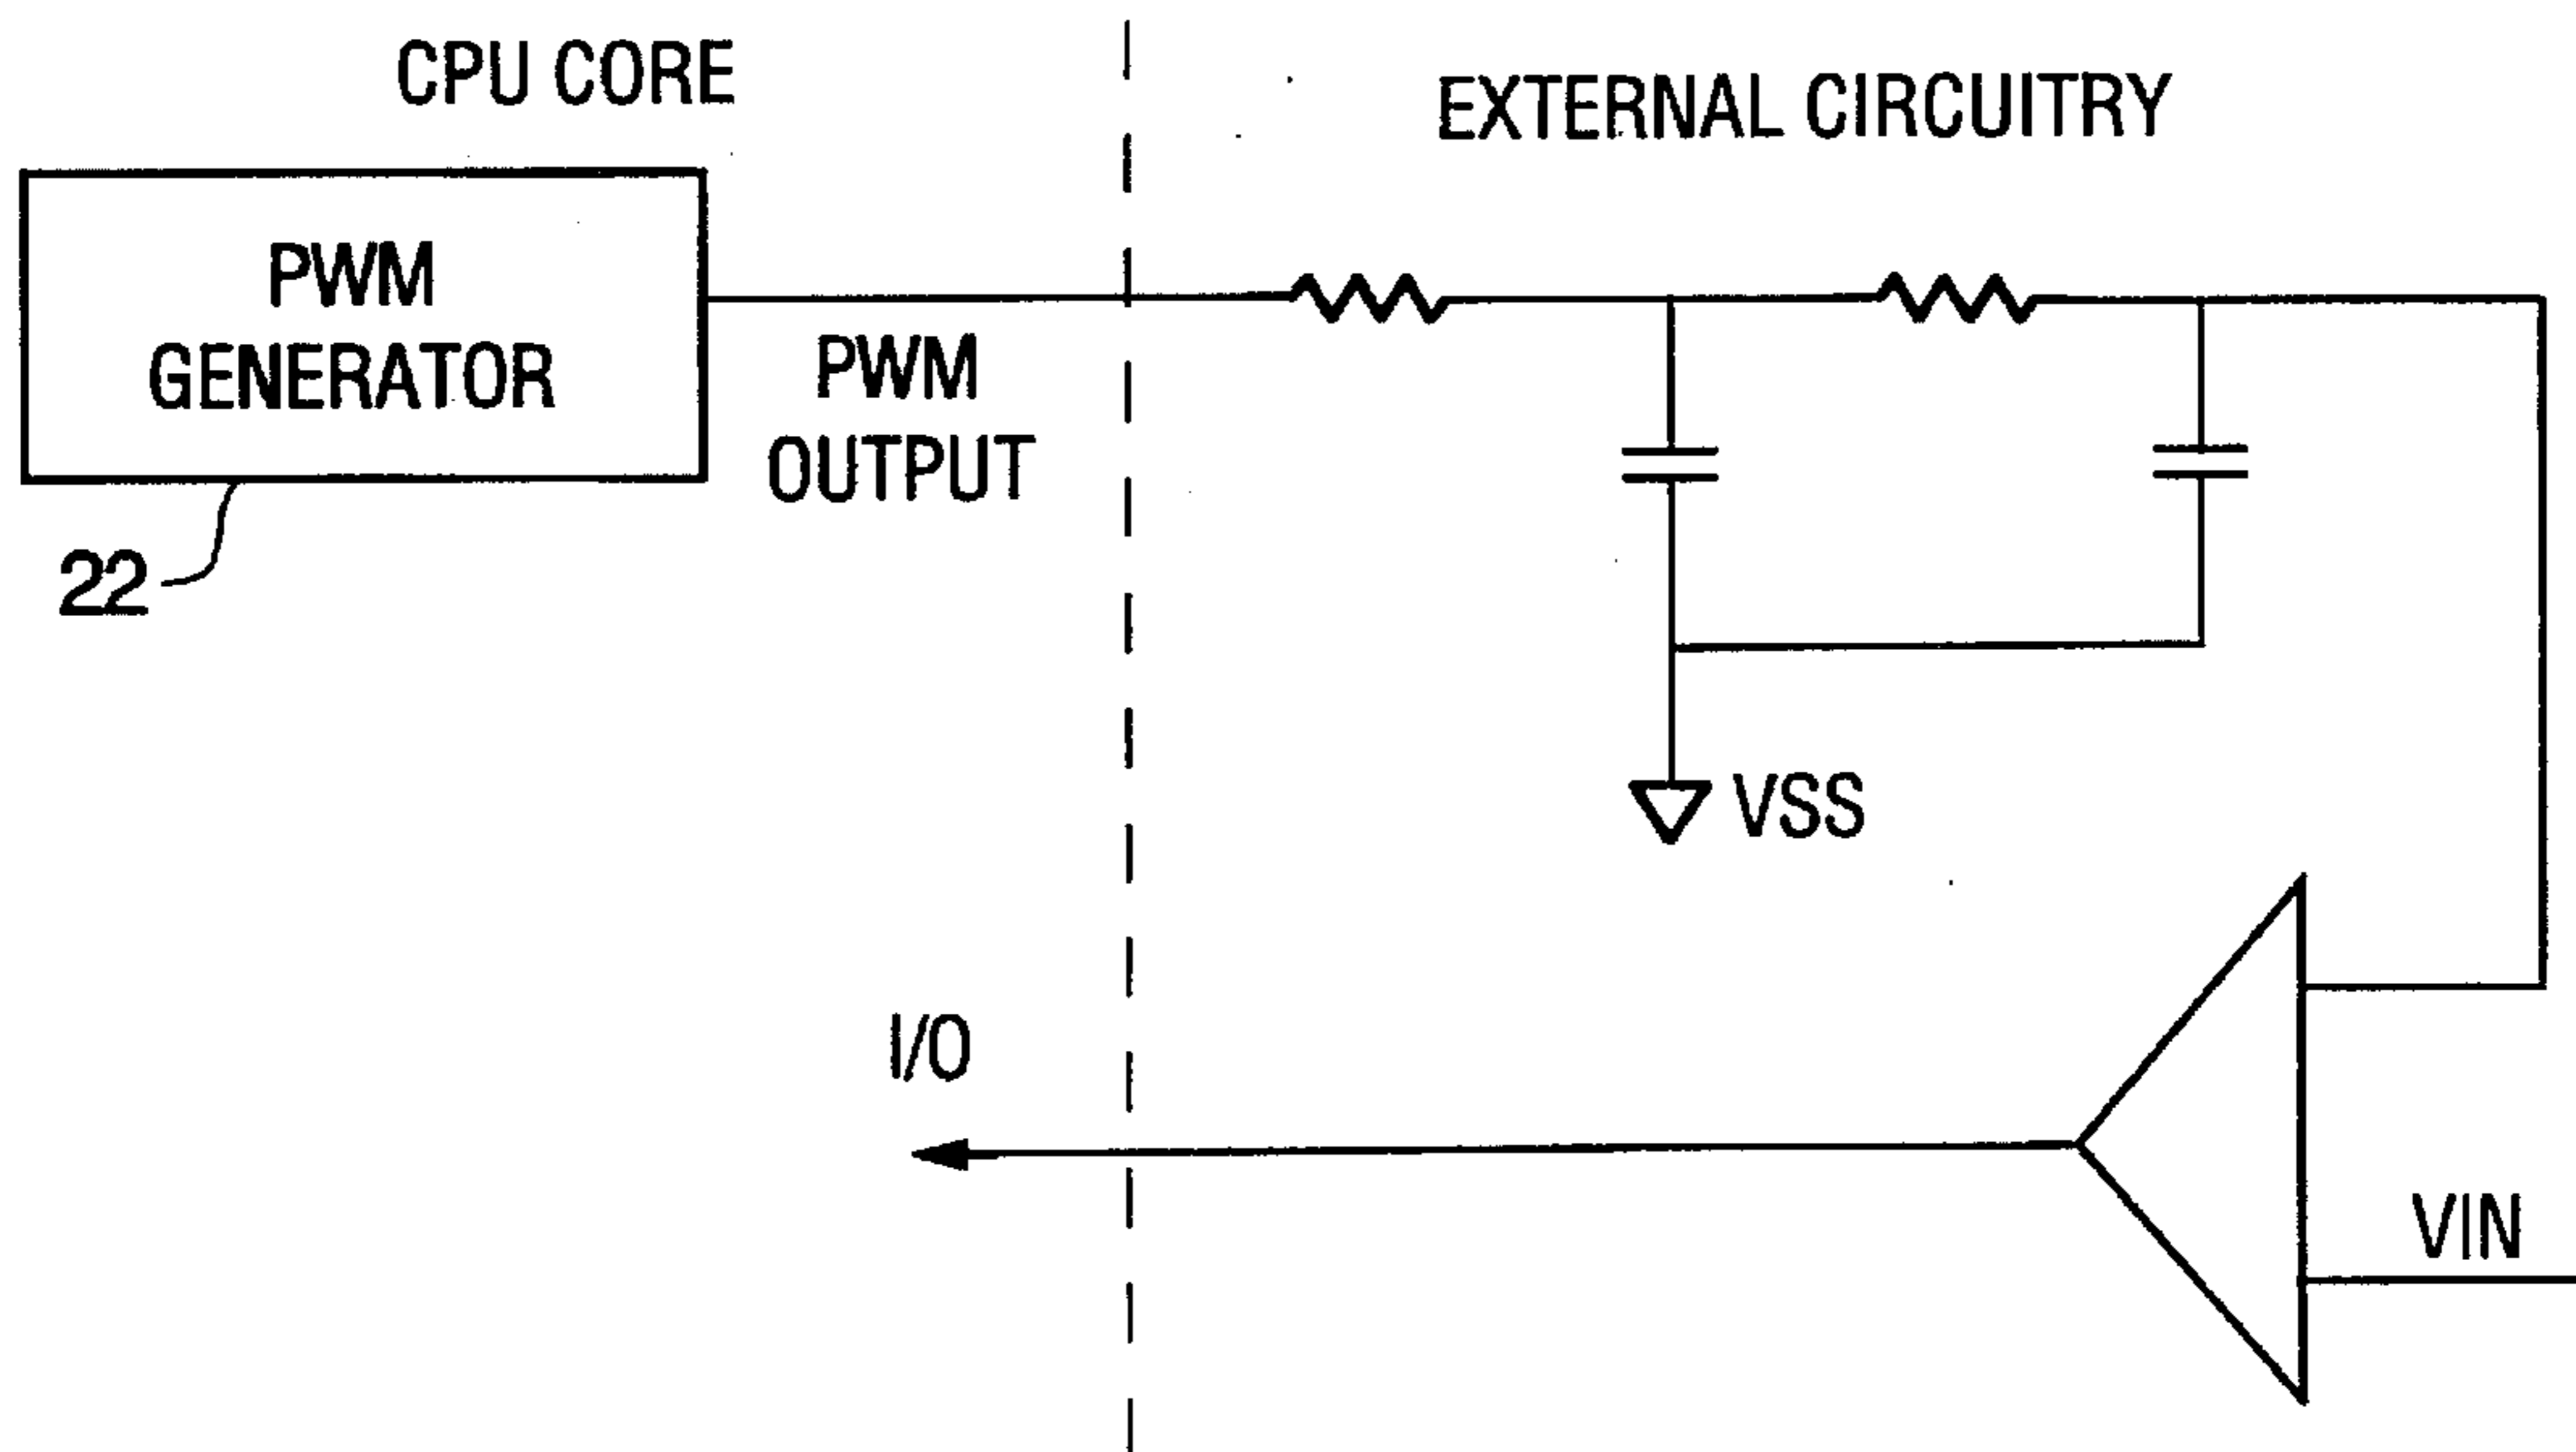 CPU CORE
EXTERNAL CIRCUITRY
PWM
GENERATOR
PWM
OUTPUT
22
VSS
I/O
VIN